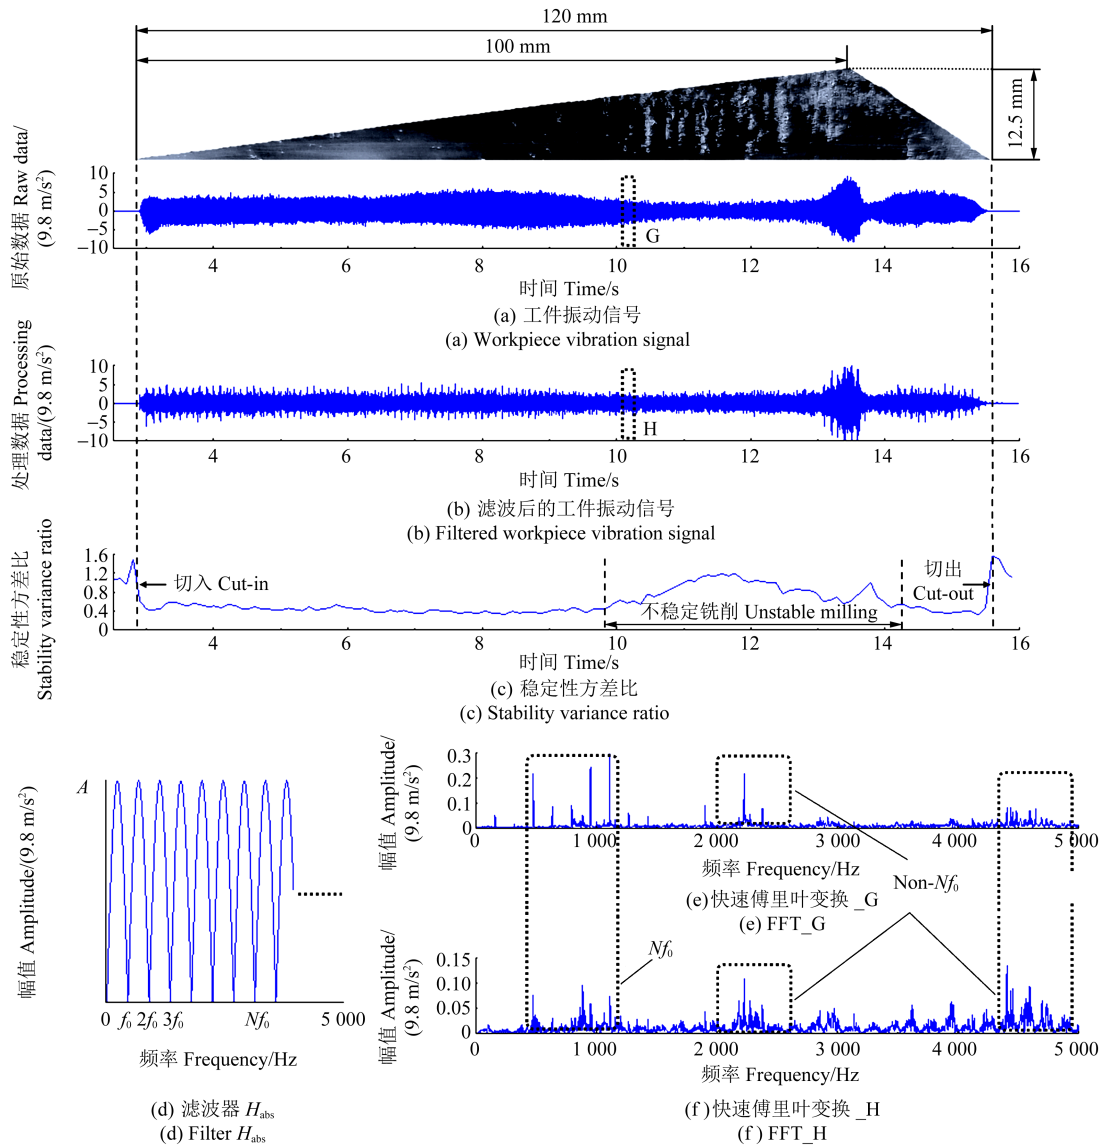 120 mm
100 mm
12.5 mm
原始数据 Raw data/
(9.8 m/s²)
10
5
0
−5
−10
G
4 6 8 10 12 14 16
时间 Time/s
(a) 工件振动信号
(a) Workpiece vibration signal
处理数据 Processing
data/(9.8 m/s²)
10
5
0
−5
−10
H
4 6 8 10 12 14 16
时间 Time/s
(b) 滤波后的工件振动信号
(b) Filtered workpiece vibration signal
稳定性方差比
Stability variance ratio
1.6
1.2
0.8
0.4
0
切入 Cut-in
切出
Cut-out
不稳定铣削 Unstable milling
4 6 8 10 12 14 16
时间 Time/s
(c) 稳定性方差比
(c) Stability variance ratio
幅值 Amplitude/(9.8 m/s²)
A
0 f₀ 2f₀ 3f₀ Nf₀ 5 000
频率 Frequency/Hz
(d) 滤波器 Habs
(d) Filter Habs
幅值 Amplitude/
(9.8 m/s²)
0.3
0.2
0.1
0
0 1 000 2 000 3 000 4 000 5 000
频率 Frequency/Hz
(e)快速傅里叶变换 _G
(e) FFT_G
Non-Nf₀
Nf₀
幅值 Amplitude/
(9.8 m/s²)
0.15
0.10
0.05
0
0 1 000 2 000 3 000 4 000 5 000
频率 Frequency/Hz
(f )快速傅里叶变换 _H
(f ) FFT_H